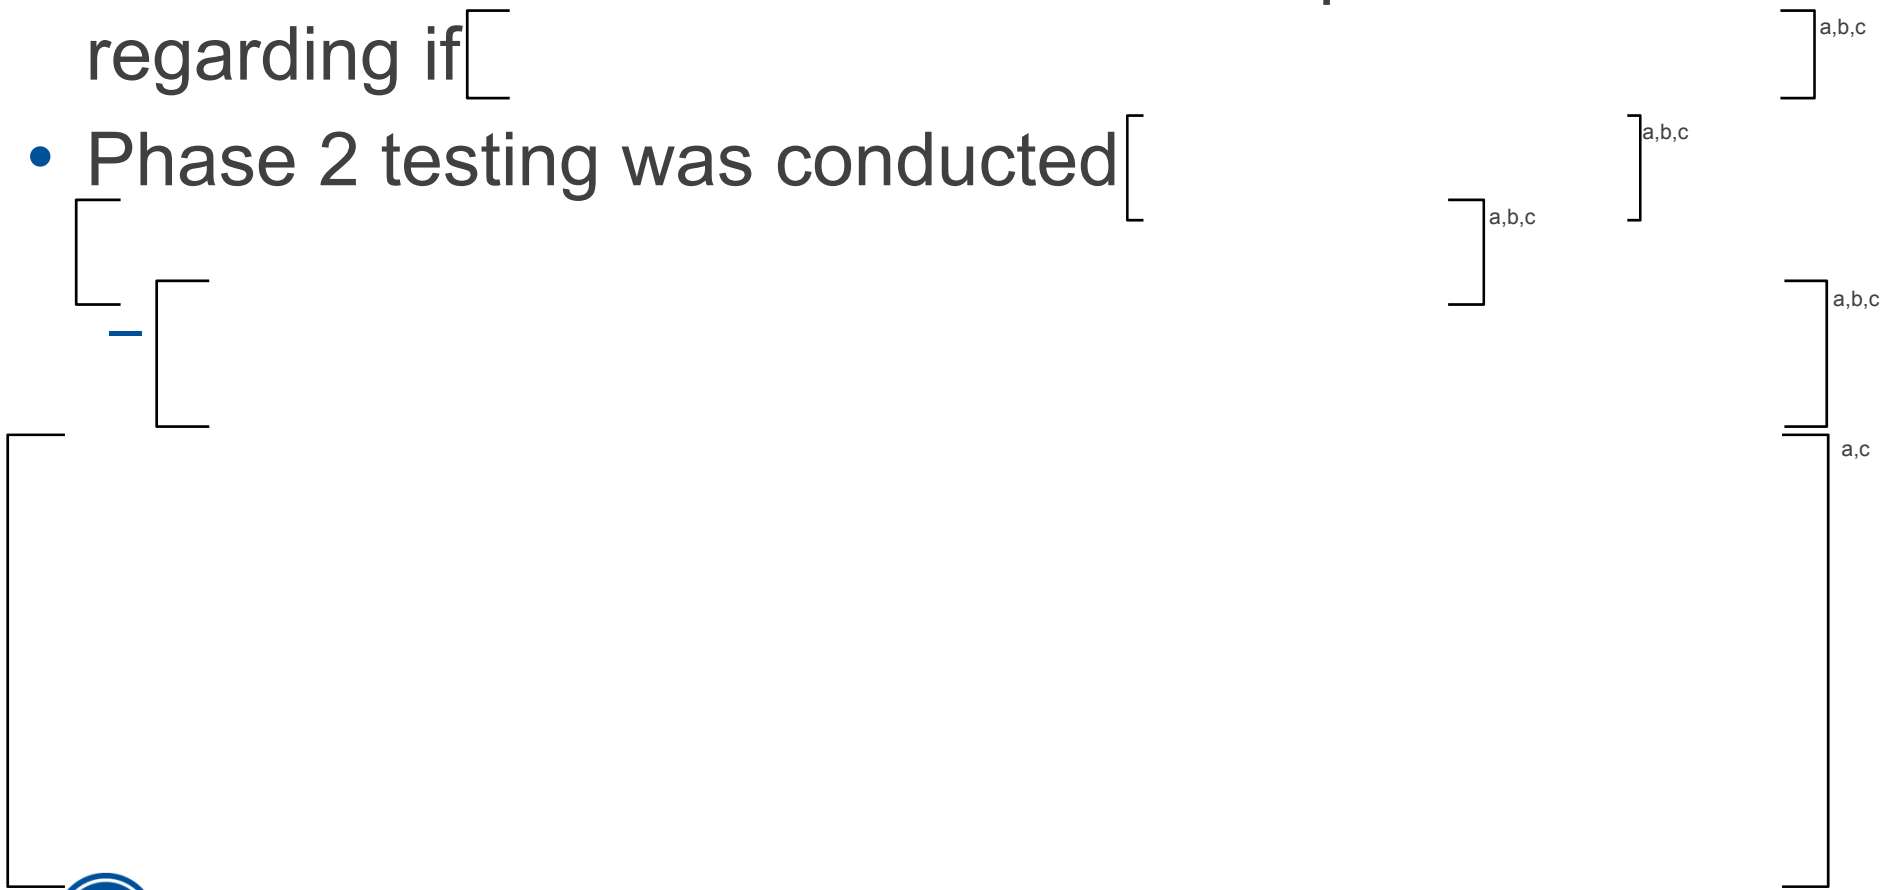 regarding if[ ]a,b,c
• Phase 2 testing was conducted[ ]a,b,c
[ ]a,b,c
– [ ]a,b,c
[ ]a,c